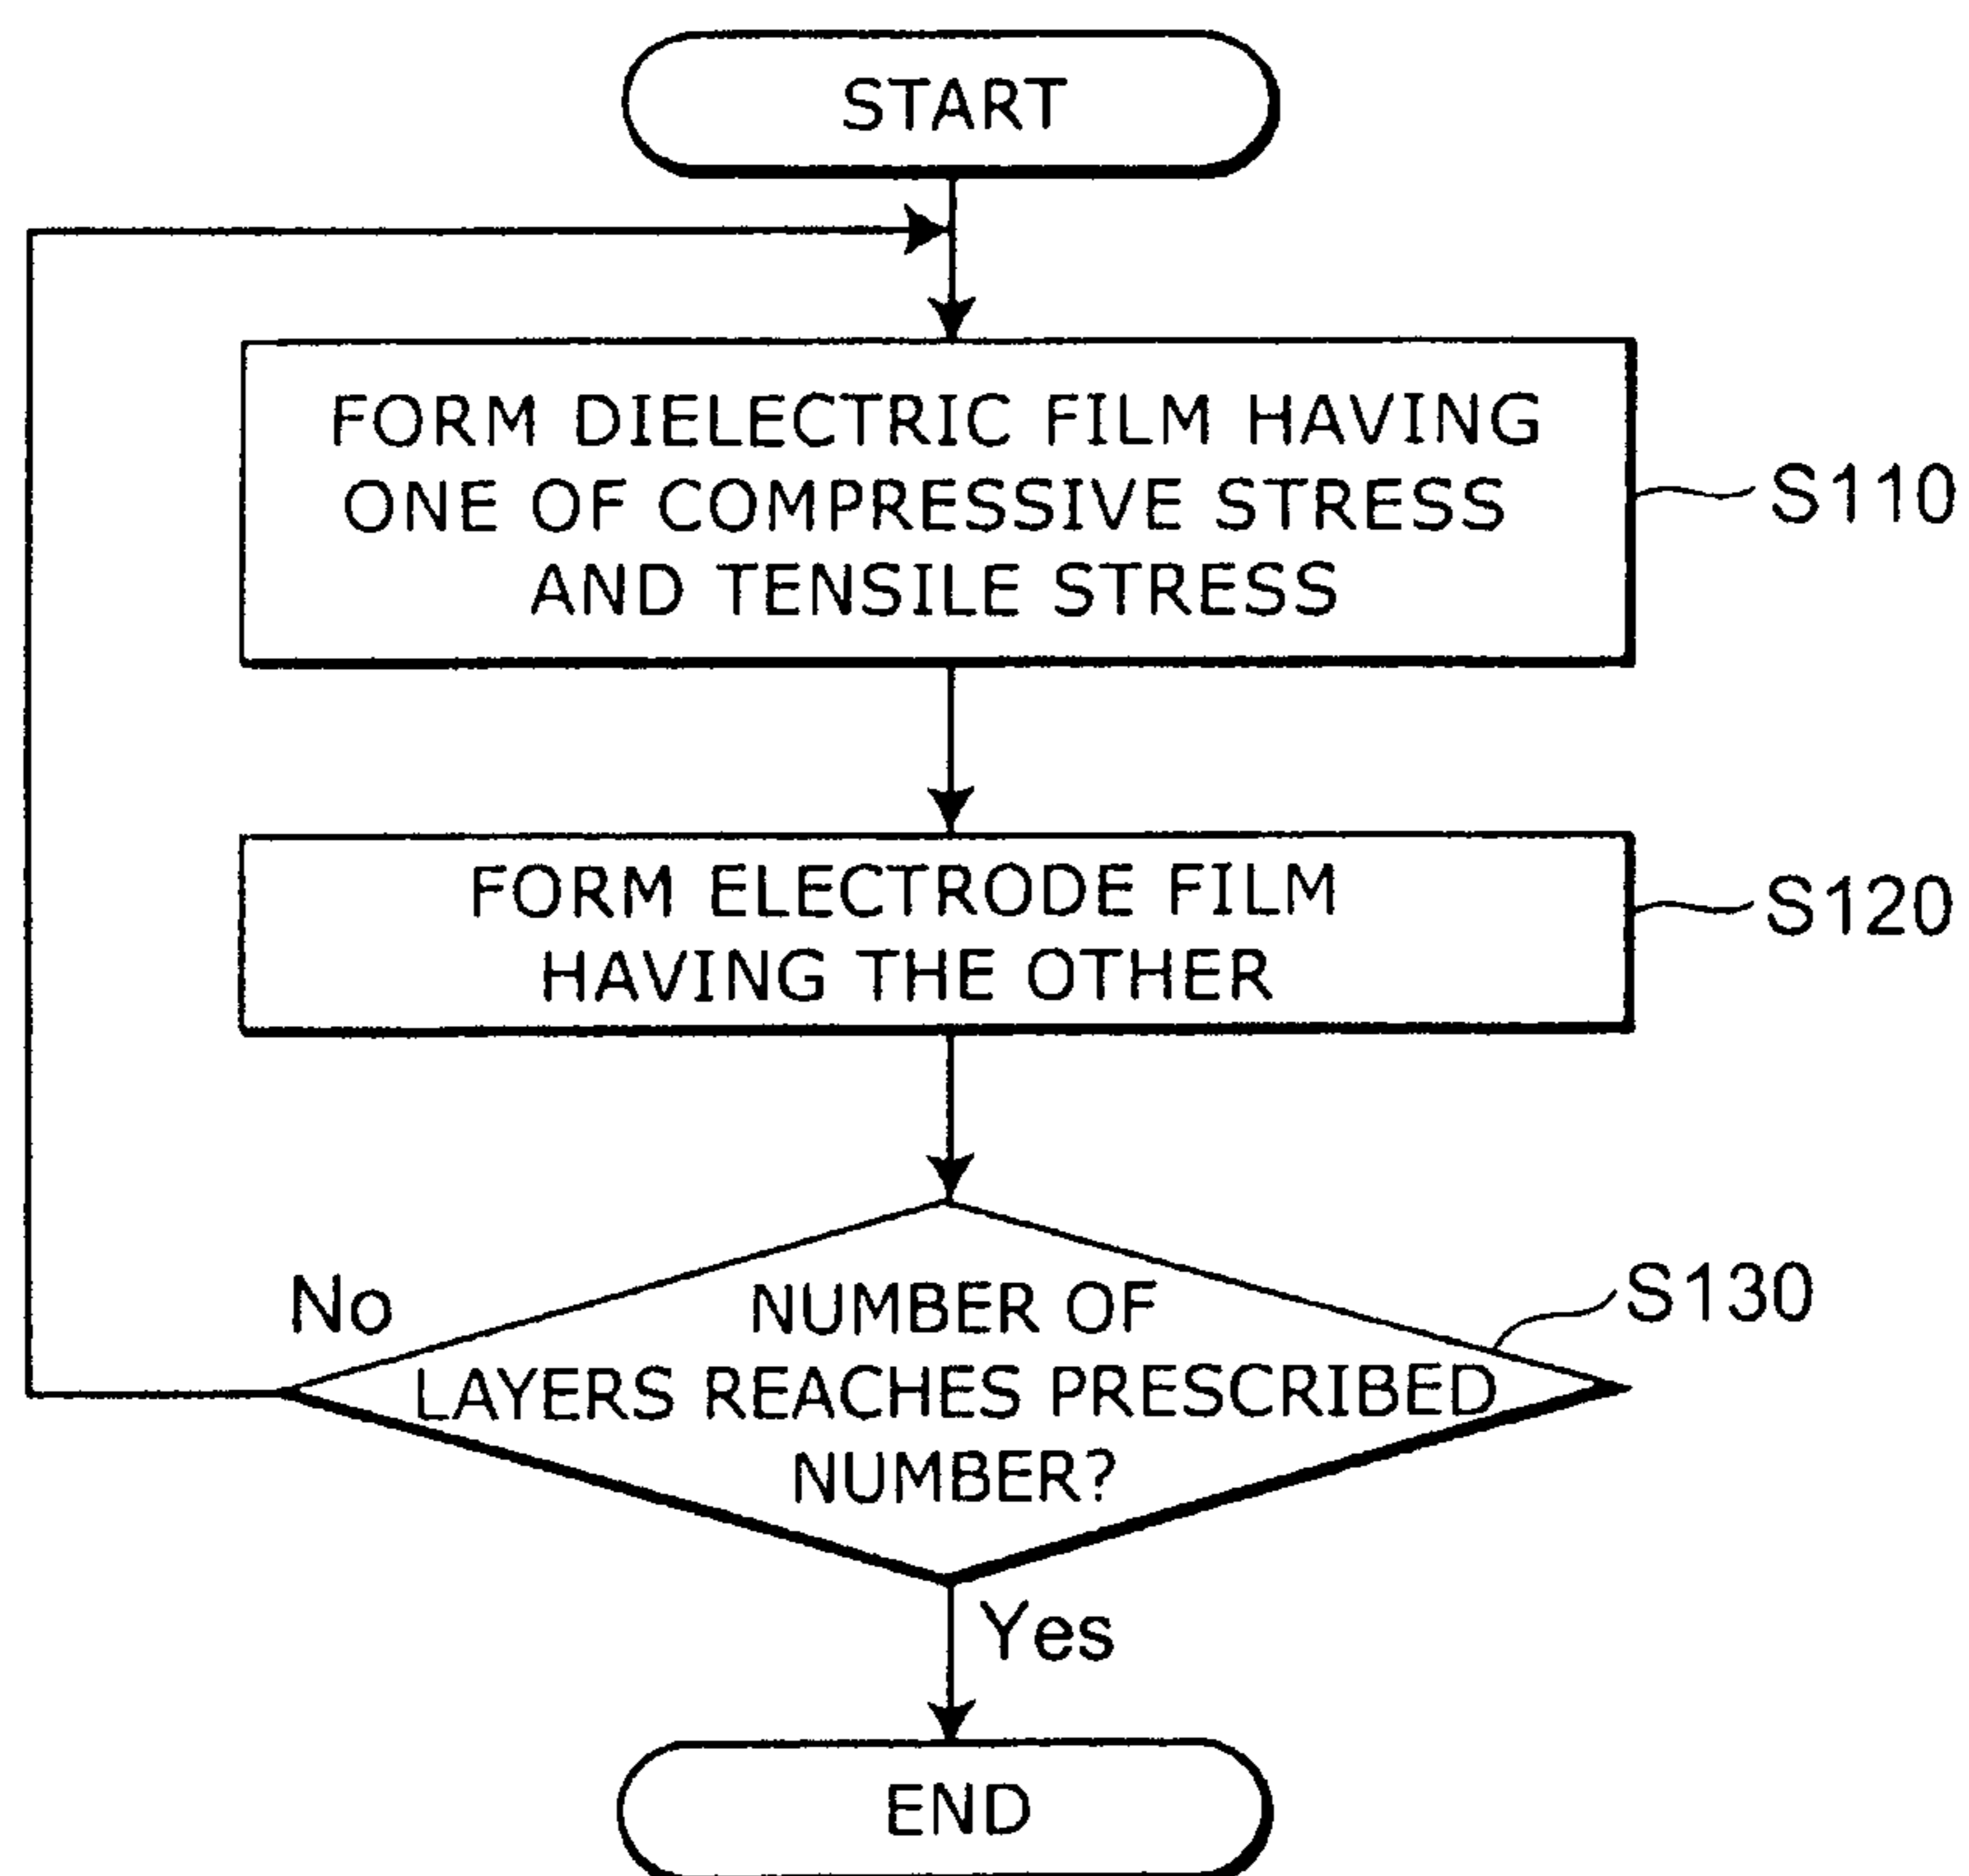 START
FORM DIELECTRIC FILM HAVING
ONE OF COMPRESSIVE STRESS
AND TENSILE STRESS
S110
FORM ELECTRODE FILM
HAVING THE OTHER
S120
No
NUMBER OF
LAYERS REACHES PRESCRIBED
NUMBER?
S130
Yes
END